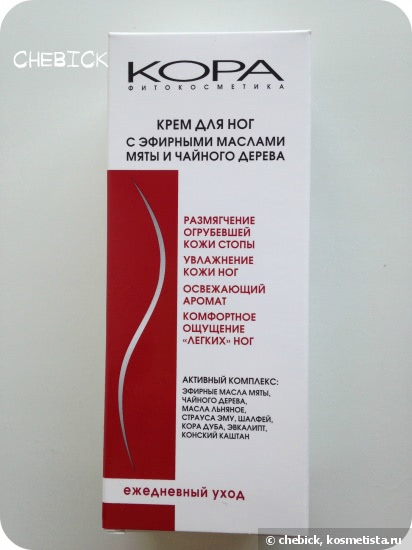 CHEBICK
КОРА
ФИТОКОСМЕТИКА
КРЕМ ДЛЯ НОГ
С ЭФИРНЫМИ МАСЛАМИ
МЯТЫ И ЧАЙНОГО ДЕРЕВА
РАЗМЯГЧЕНИЕ
ОГРУБЕВШЕЙ
КОЖИ СТОПЫ
УВЛАЖНЕНИЕ
КОЖИ НОГ
ОСВЕЖАЮЩИЙ
АРОМАТ
КОМФОРТНОЕ
ОЩУЩЕНИЕ
«ЛЕГКИХ» НОГ
АКТИВНЫЙ КОМПЛЕКС:
ЭФИРНЫЕ МАСЛА МЯТЫ,
ЧАЙНОГО ДЕРЕВА,
МАСЛА ЛЬНЯНОЕ,
СТРАУСА ЭМУ, ШАЛФЕЙ,
КОРА ДУБА, ЭВКАЛИПТ,
КОНСКИЙ КАШТАН
ежедневный уход
© chebick, kosmetista.ru